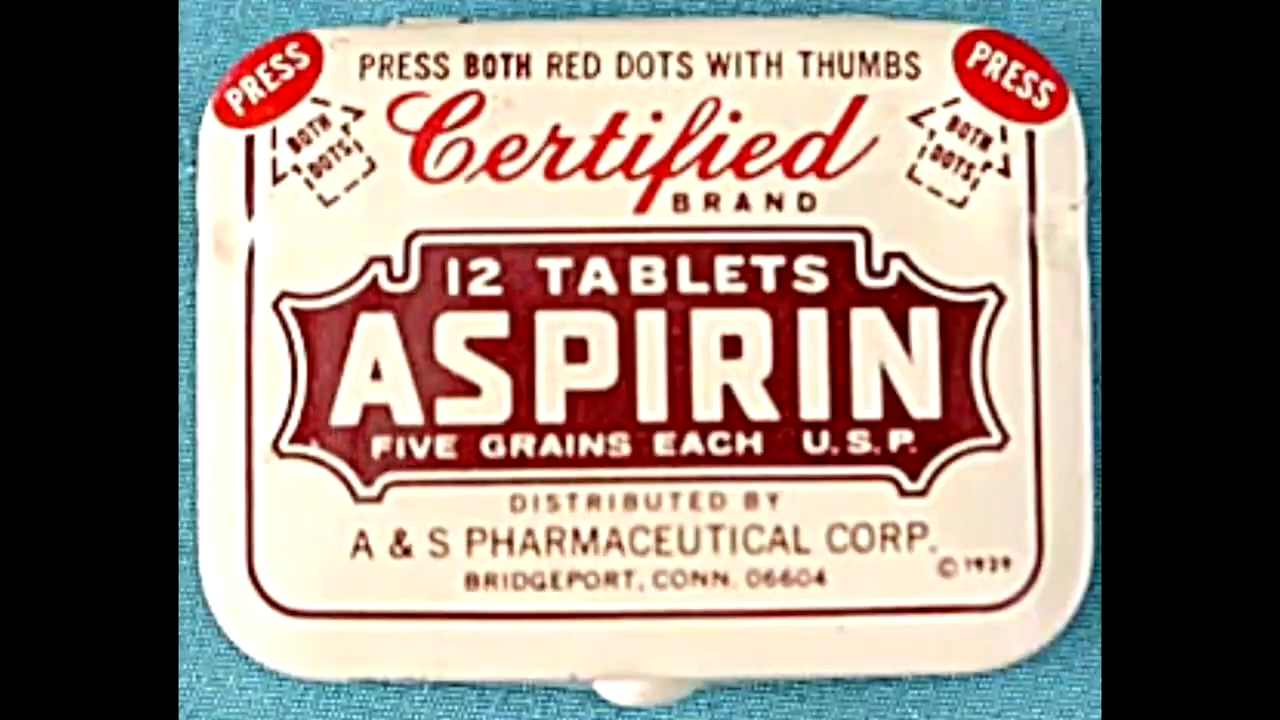 PRESS
PRESS BOTH RED DOTS WITH THUMBS
PRESS
BOTH
DOTS
BOTH
DOTS
Certified
BRAND
12 TABLETS
ASPIRIN
FIVE GRAINS EACH U.S.P.
DISTRIBUTED BY
A & S PHARMACEUTICAL CORP.
BRIDGEPORT, CONN. 06604
© 1939